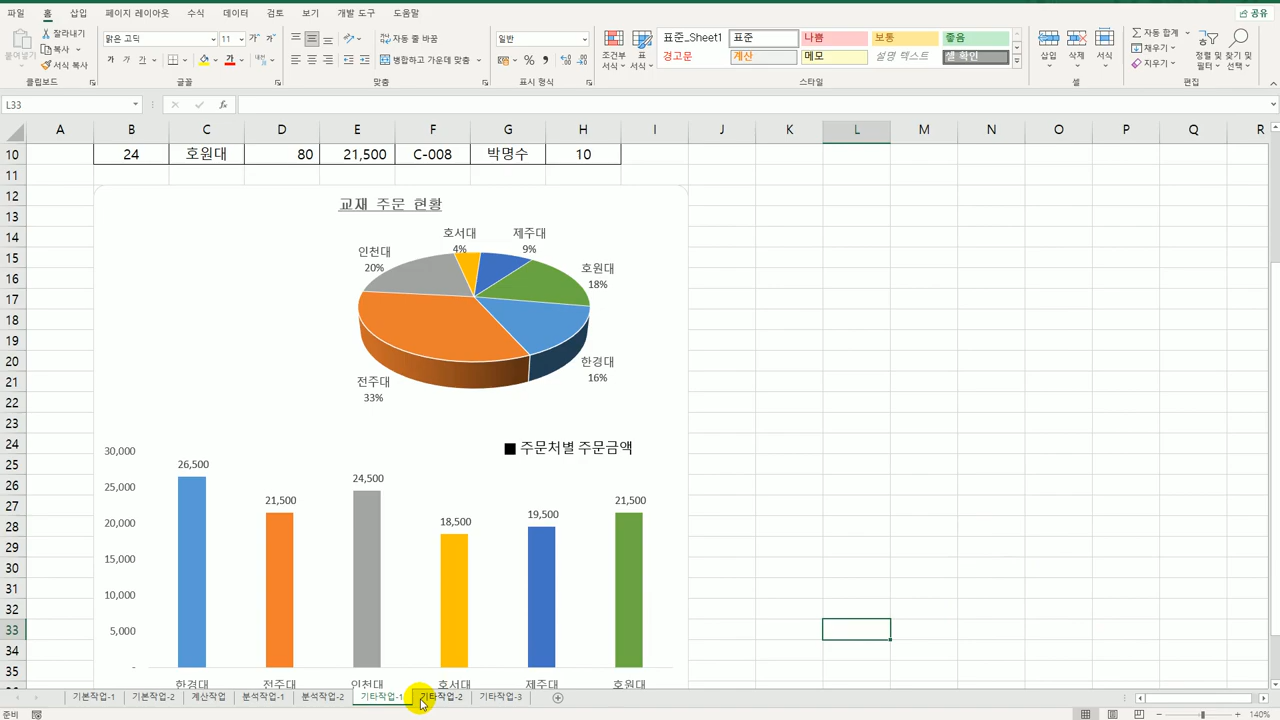 파일 홈 삽입 페이지 레이아웃 수식 데이터 검토 보기 개발 도구 도움말 공유
붙여넣기 잘라내기 복사 서식 복사 클립보드
맑은 고딕 11 가 가 가 가 가 가 글꼴
자동 줄 바꿈 병합하고 가운데 맞춤 맞춤
일반 % 표시 형식
조건부 서식 표 서식 표준_Sheet1 표준 나쁨 보통 좋음
경고문 계산 메모 설명 텍스트 셀 확인 스타일
삽입 삭제 서식 셀
자동 합계 채우기 지우기 정렬 및 필터 찾기 및 선택 편집
L33 fx
A B C D E F G H I J K L M N O P Q R
10 24 호원대 80 21,500 C-008 박명수 10
11
12
13
14
15
16
17
18
19
20
21
22
23
24
25
26
27
28
29
30
31
32
33
34
35
교재 주문 현황
호서대 4%
제주대 9%
인천대 20%
호원대 18%
한경대 16%
전주대 33%
■ 주문처별 주문금액
30,000
25,000
20,000
15,000
10,000
5,000
-
26,500 21,500 24,500 18,500 19,500 21,500
한경대 전주대 인천대 호서대 제주대 호원대
기본작업-1 기본작업-2 계산작업 분석작업-1 분석작업-2 기타작업-1 기타작업-2 기타작업-3
준비 140%